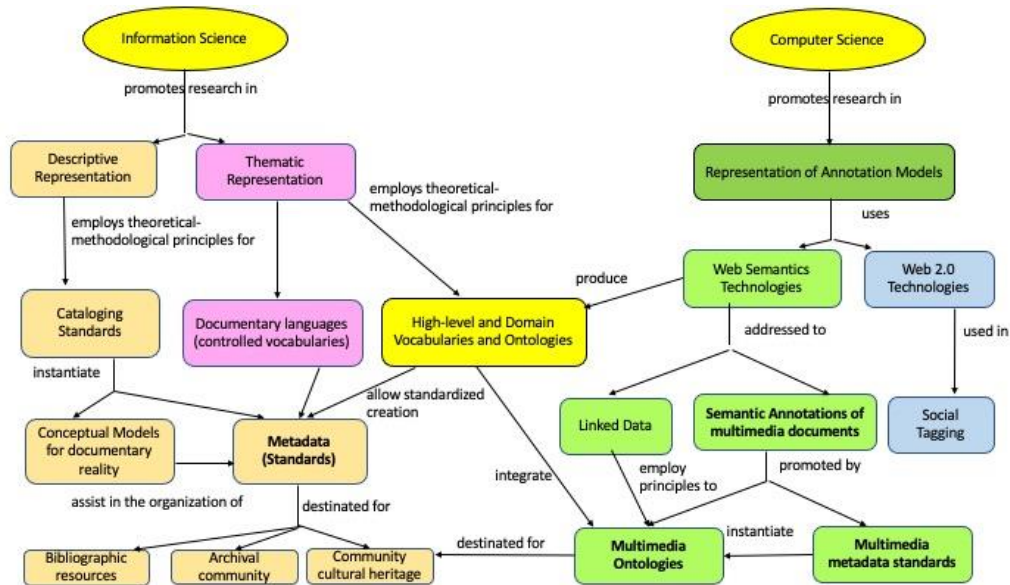 Information Science
Computer Science
promotes research in
promotes research in
Descriptive
Representation
Thematic
Representation
employs theoretical-
methodological principles for
Representation of Annotation Models
employs theoretical-
methodological principles for
uses
produce
Web Semantics
Technologies
Web 2.0
Technologies
Cataloging
Standards
Documentary languages
(controlled vocabularies)
High-level and Domain
Vocabularies and Ontologies
addressed to
used in
instantiate
allow standardized
creation
Conceptual Models
for documentary
reality
Metadata
(Standards)
Linked Data
Semantic Annotations of
multimedia documents
Social
Tagging
integrate
employ
principles to
promoted by
assist in the organization of
destinated for
Bibliographic
resources
Archival
community
Community
cultural heritage
destinated for
Multimedia
Ontologies
instantiate
Multimedia
metadata standards